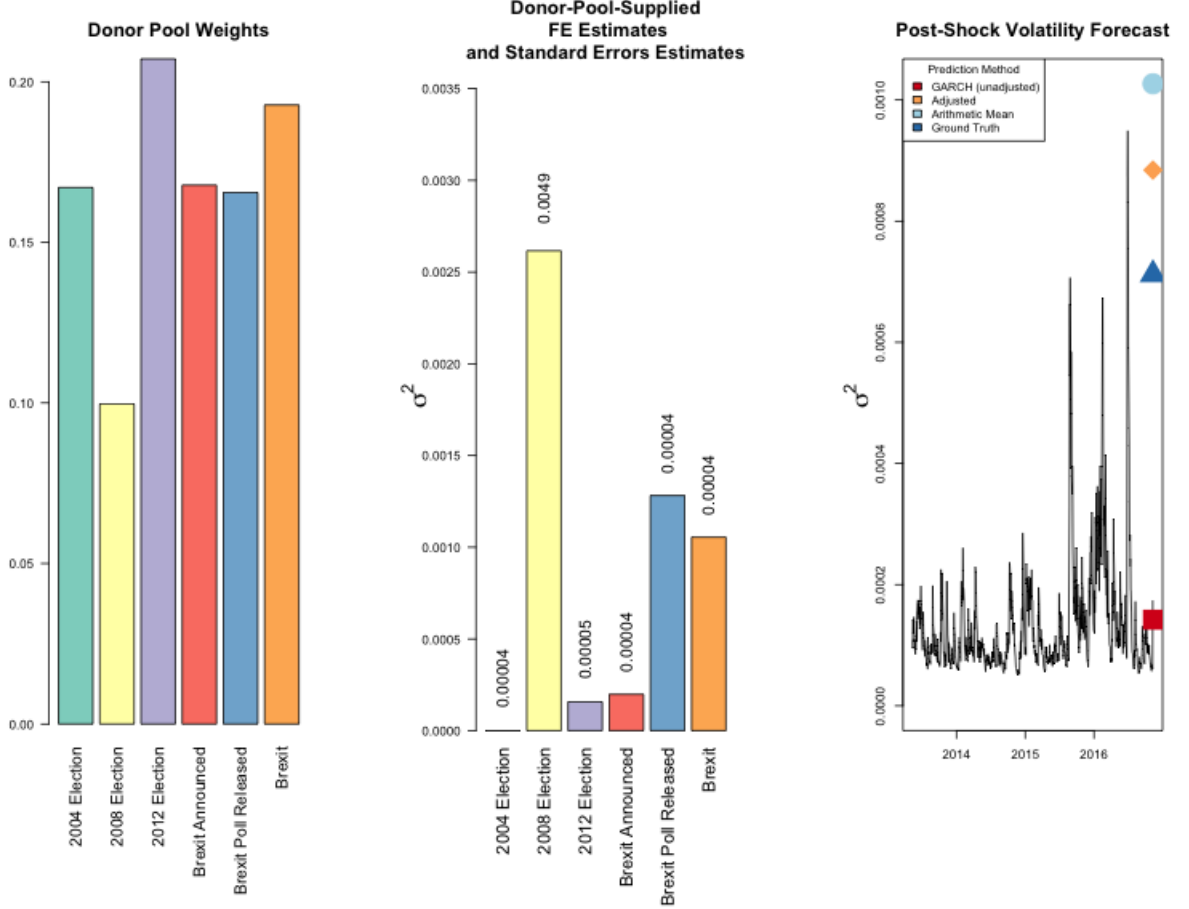 Donor Pool Weights
0.20
0.15
0.10
0.05
0.00
2004 Election
2008 Election
2012 Election
Brexit Announced
Brexit Poll Released
Brexit
Donor-Pool-Supplied
FE Estimates
and Standard Errors Estimates
σ²
0.0035
0.0030
0.0025
0.0020
0.0015
0.0010
0.0005
0.0000
0.00004
0.0049
0.00005
0.00004
0.00004
0.00004
2004 Election
2008 Election
2012 Election
Brexit Announced
Brexit Poll Released
Brexit
Post-Shock Volatility Forecast
Prediction Method
GARCH (unadjusted)
Adjusted
Arithmetic Mean
Ground Truth
σ²
0.0010
0.0008
0.0006
0.0004
0.0002
0.0000
2014
2015
2016